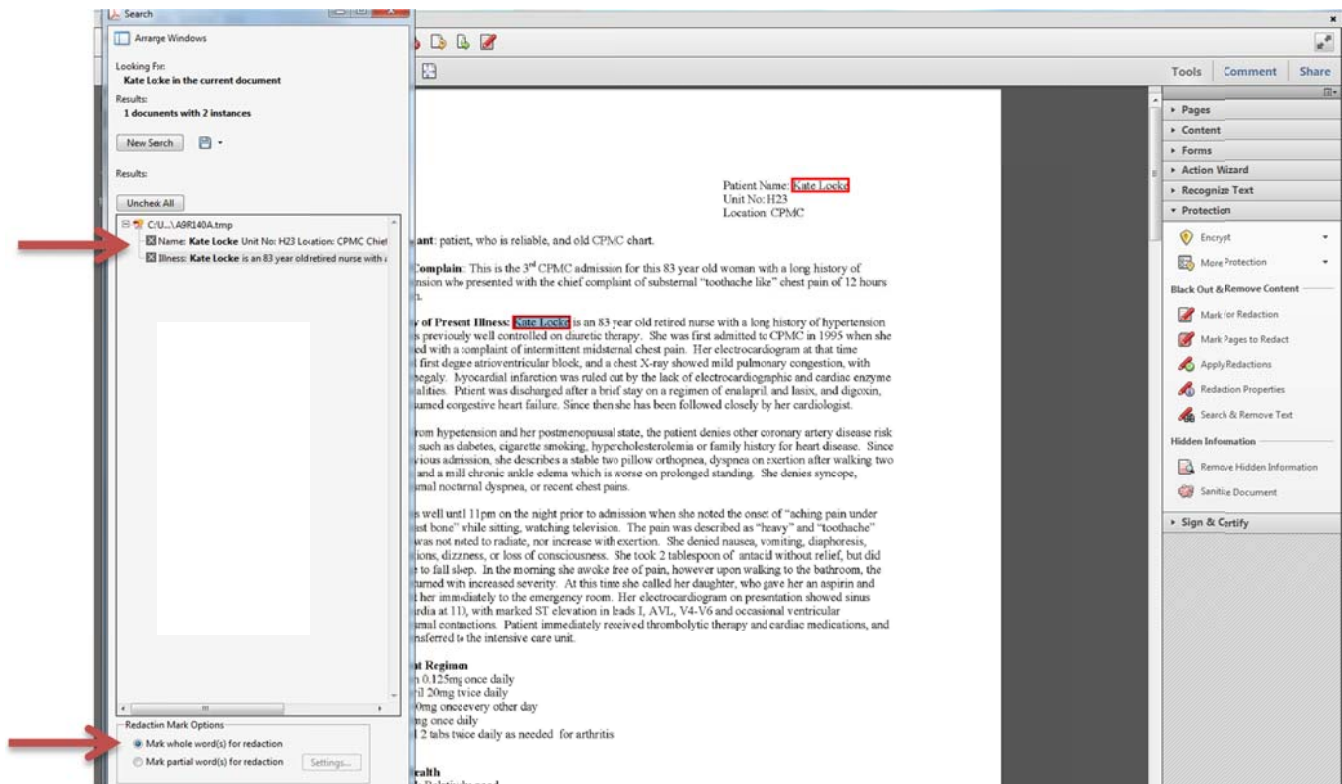 Search
Arrange Windows
Looking For:
Kate Locke in the current document
Results:
1 documents with 2 instances
New Search
Results:
Uncheck All
C:\U...\A9R140A.tmp
Name: Kate Locke Unit No: H23 Location: CPMC Chief
Illness: Kate Locke is an 83 year old retired nurse with a
Redaction Mark Options
Mark whole word(s) for redaction
Mark partial word(s) for redaction
Settings...
Patient Name: Kate Locke
Unit No: H23
Location: CPMC
ant: patient, who is reliable, and old CPMC chart.
Complain: This is the 3rd CPMC admission for this 83 year old woman with a long history of
nsion who presented with the chief complaint of substernal "toothache like" chest pain of 12 hours
n.
y of Present Illness: Kate Locke is an 83 year old retired nurse with a long history of hypertension
s previously well controlled on diuretic therapy. She was first admitted to CPMC in 1995 when she
ed with a complaint of intermittent midsternal chest pain. Her electrocardiogram at that time
first degree atrioventricular block, and a chest X-ray showed mild pulmonary congestion, with
megaly. Myocardial infarction was ruled out by the lack of electrocardiographic and cardiac enzyme
alities. Patient was discharged after a brief stay on a regimen of enalapril and lasix, and digoxin,
sumed congestive heart failure. Since then she has been followed closely by her cardiologist.
rom hypetension and her postmenopausal state, the patient denies other coronary artery disease risk
such as dabetes, cigarette smoking, hypercholesterolemia or family history for heart disease. Since
vious admission, she describes a stable two pillow orthopnea, dyspnea on exertion after walking two
and a mill chronic ankle edema which is worse on prolonged standing. She denies syncope,
smal nocturnal dyspnea, or recent chest pains.
s well until 11pm on the night prior to admission when she noted the onset of "aching pain under
ast bone" while sitting, watching television. The pain was described as "heavy" and "toothache"
was not noted to radiate, nor increase with exertion. She denied nausea, vomiting, diaphoresis,
tions, dizzness, or loss of consciousness. She took 2 tablespoon of antacid without relief, but did
e to fall sleep. In the morning she awoke free of pain, however upon walking to the bathroom, the
turned with increased severity. At this time she called her daughter, who gave her an aspirin and
t her immediately to the emergency room. Her electrocardiogram on presentation showed sinus
ardia at 110, with marked ST elevation in leads I, AVL, V4-V6 and occasional ventricular
smal contractions. Patient immediately received thrombolytic therapy and cardiac medications, and
nsferred to the intensive care unit.
nt Regimen
n 0.125mg once daily
ril 20mg twice daily
0mg once every other day
mg once daily
l 2 tabs twice daily as needed for arthritis
ealth
Relatively good
Tools
Comment
Share
Pages
Content
Forms
Action Wizard
Recognize Text
Protection
Encrypt
More Protection
Black Out & Remove Content
Mark for Redaction
Mark Pages to Redact
Apply Redactions
Redaction Properties
Search & Remove Text
Hidden Information
Remove Hidden Information
Sanitize Document
Sign & Certify